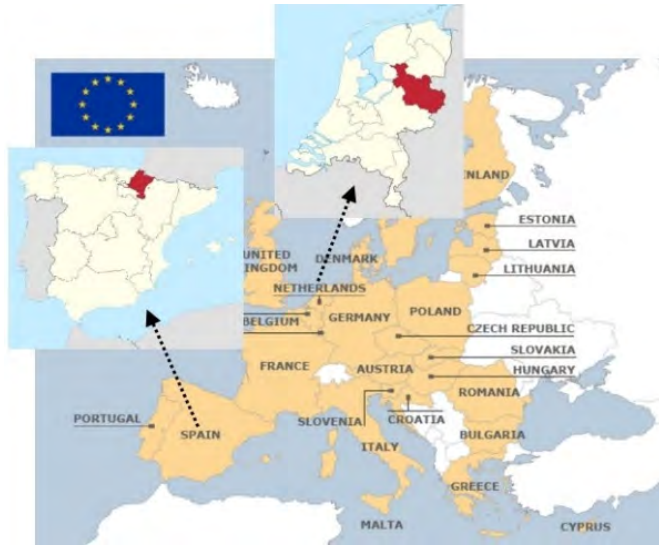 INLAND
ESTONIA
LATVIA
LITHUANIA
UNITED
NGDOM
DENMARK
NETHERLANDS
BELGIUM
GERMANY
POLAND
CZECH REPUBLIC
SLOVAKIA
HUNGARY
FRANCE
AUSTRIA
ROMANIA
PORTUGAL
SPAIN
SLOVENIA
CROATIA
ITALY
BULGARIA
GREECE
MALTA
CYPRUS